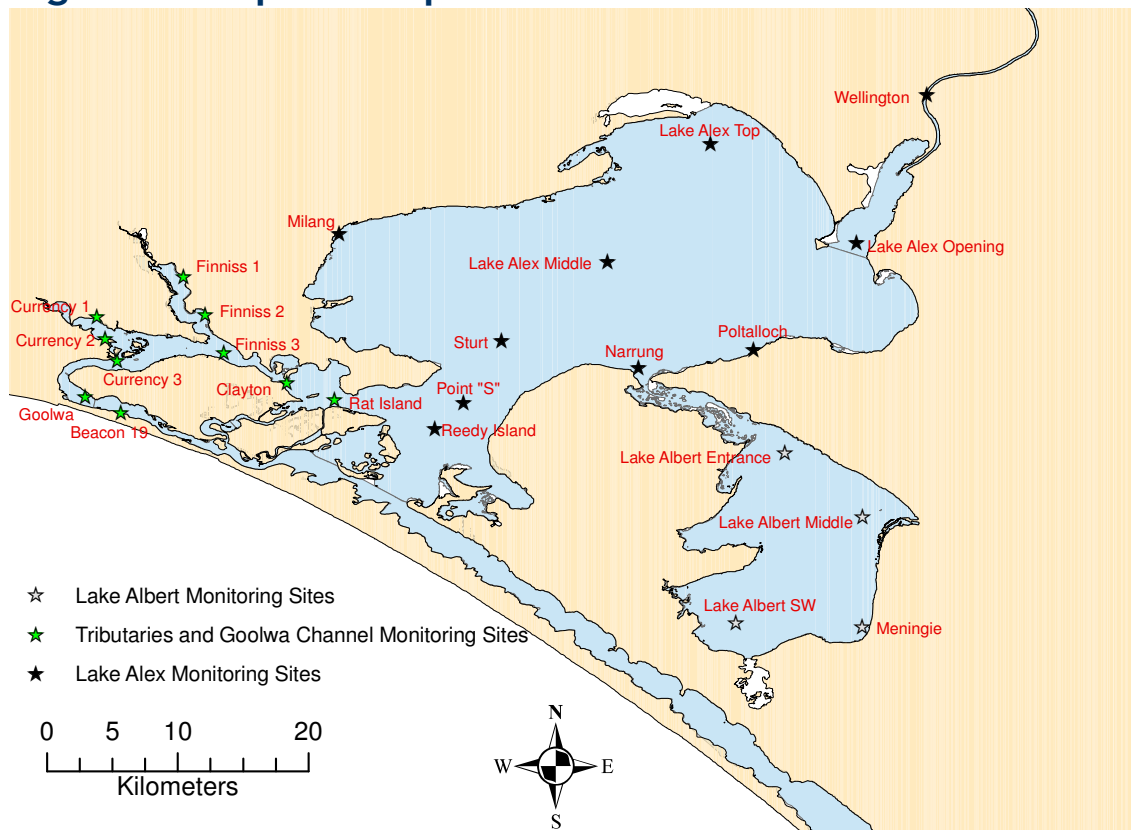 Wellington
Lake Alex Top
Milang
Lake Alex Opening
Lake Alex Middle
Finniss 1
Currency 1
Finniss 2
Currency 2
Sturt
Poltalloch
Finniss 3
Narrung
Currency 3
Clayton
Point "S"
Rat Island
Goolwa
Beacon 19
Reedy Island
Lake Albert Entrance
Lake Albert Middle
Lake Albert SW
Meningie
Lake Albert Monitoring Sites
Tributaries and Goolwa Channel Monitoring Sites
Lake Alex Monitoring Sites
0 5 10 20
Kilometers
N
W E
S